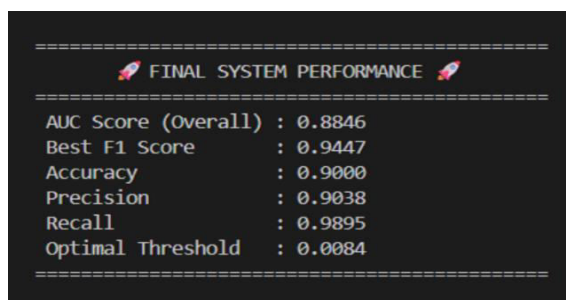 ==================================================
🚀 FINAL SYSTEM PERFORMANCE 🚀
==================================================
AUC Score (Overall) : 0.8846
Best F1 Score : 0.9447
Accuracy : 0.9000
Precision : 0.9038
Recall : 0.9895
Optimal Threshold : 0.0084
==================================================